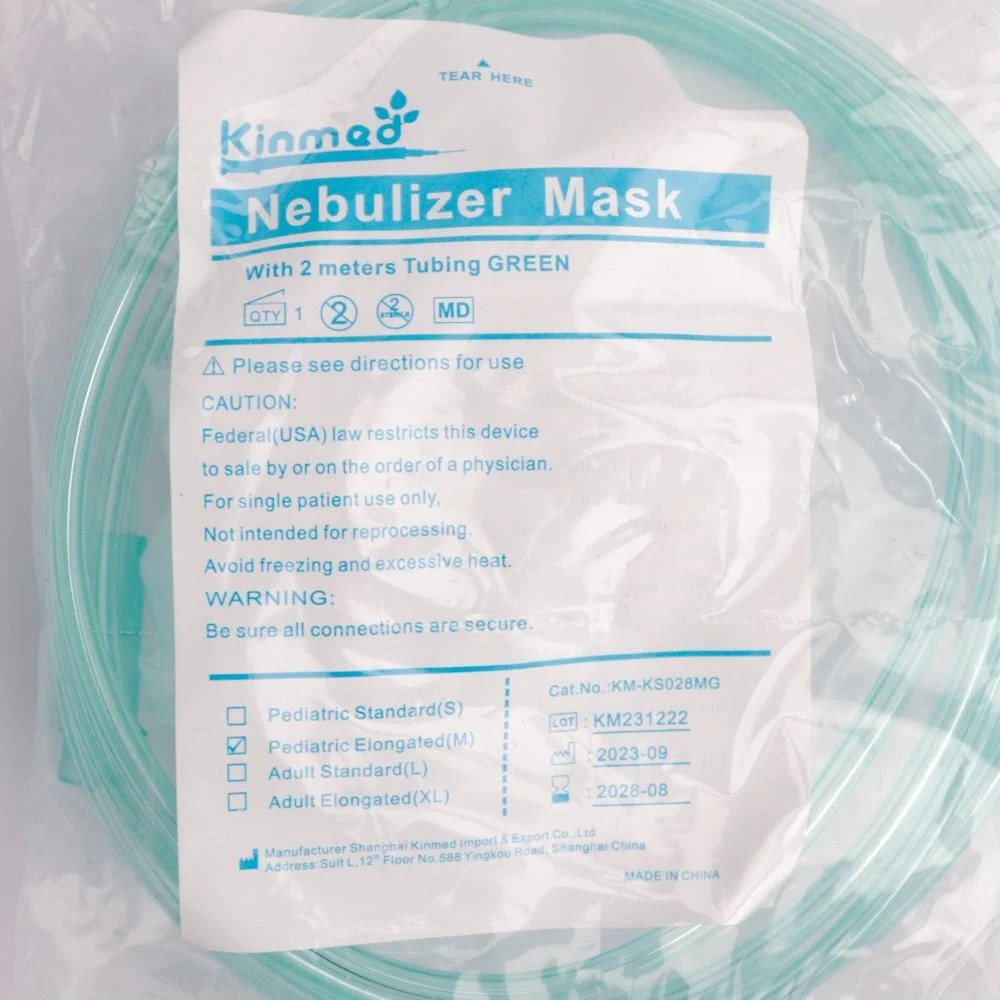 TEAR HERE
Kinmed
Nebulizer Mask
With 2 meters Tubing GREEN
QTY 1 2 2 STERILE MD
Please see directions for use
CAUTION:
Federal(USA) law restricts this device
to sale by or on the order of a physician.
For single patient use only,
Not intended for reprocessing.
Avoid freezing and excessive heat.
WARNING:
Be sure all connections are secure.
Pediatric Standard(S)
Pediatric Elongated(M)
Adult Standard(L)
Adult Elongated(XL)
Cat.No.:KM-KS028MG
LOT : KM231222
: 2023-09
: 2028-08
Manufacturer Shanghai Kinmed Import & Export Co.,Ltd
Address:Suit L,12th Floor No.588 Yingkou Road, Shanghai China
MADE IN CHINA